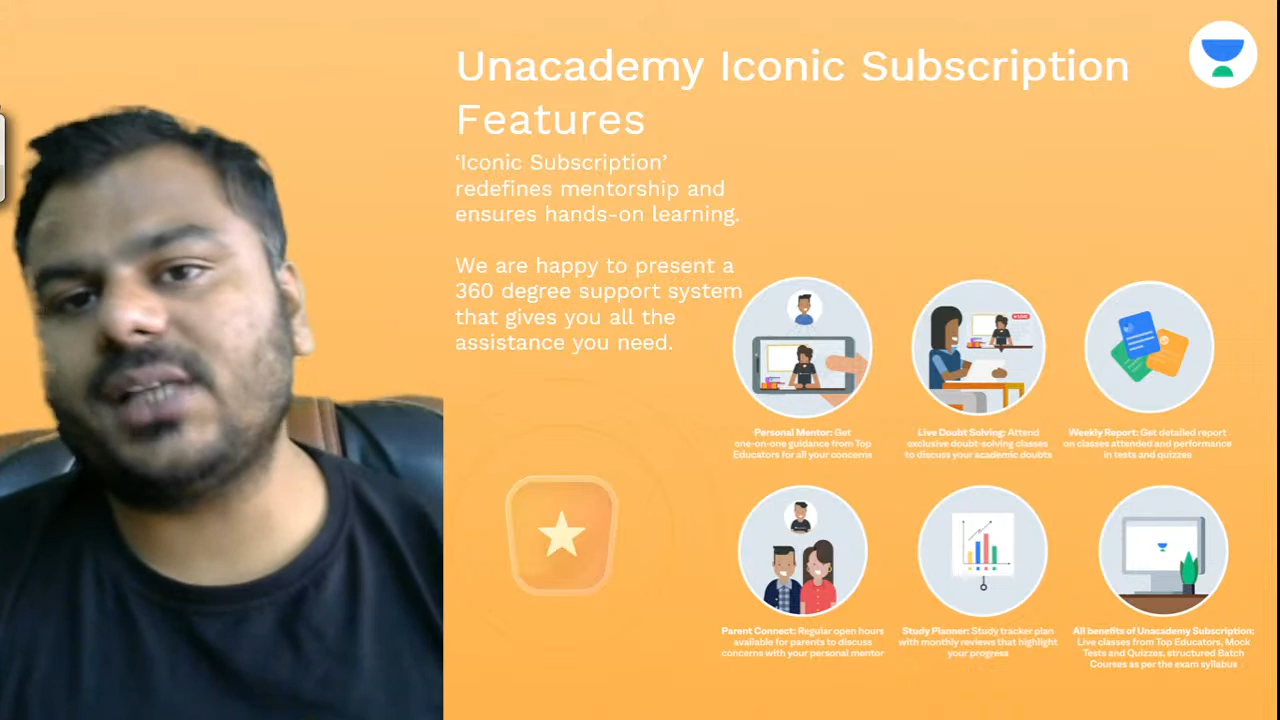 Unacademy Iconic Subscription
Features
‘Iconic Subscription’
redefines mentorship and
ensures hands-on learning.
We are happy to present a
360 degree support system
that gives you all the
assistance you need.
Personal Mentor: Get
one-on-one guidance from Top
Educators for all your concerns
Live Doubt Solving: Attend
exclusive doubt-solving classes
to discuss your academic doubts
Weekly Report: Get detailed report
on classes attended and performance
in tests and quizzes
Parent Connect: Regular open hours
available for parents to discuss
concerns with your personal mentor
Study Planner: Study tracker plan
with monthly reviews that highlight
your progress
All benefits of Unacademy Subscription:
Live classes from Top Educators, Mock
Tests and Quizzas, structured Batch
Courses as per the exam syllabus